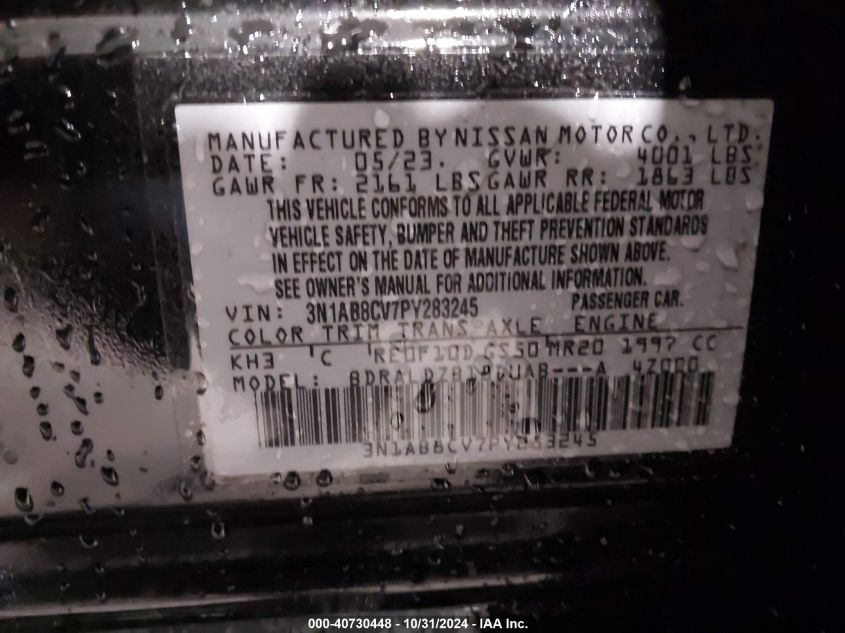 MANUFACTURED BY NISSAN MOTOR CO., LTD.
DATE: 05/23. GVWR: 4001 LBS
GAWR FR: 2161 LBS GAWR RR: 1863 LBS
THIS VEHICLE CONFORMS TO ALL APPLICABLE FEDERAL MOTOR
VEHICLE SAFETY, BUMPER AND THEFT PREVENTION STANDARDS
IN EFFECT ON THE DATE OF MANUFACTURE SHOWN ABOVE.
SEE OWNER'S MANUAL FOR ADDITIONAL INFORMATION.
VIN: 3N1AB8CV7PY283245 PASSENGER CAR.
COLOR TRIM TRANS AXLE ENGINE
KH3 C RE0F10D GS50 MR20 1997 CC
MODEL:
3N1AB8CV7PY283245
000-40730448 - 10/31/2024 - IAA Inc.